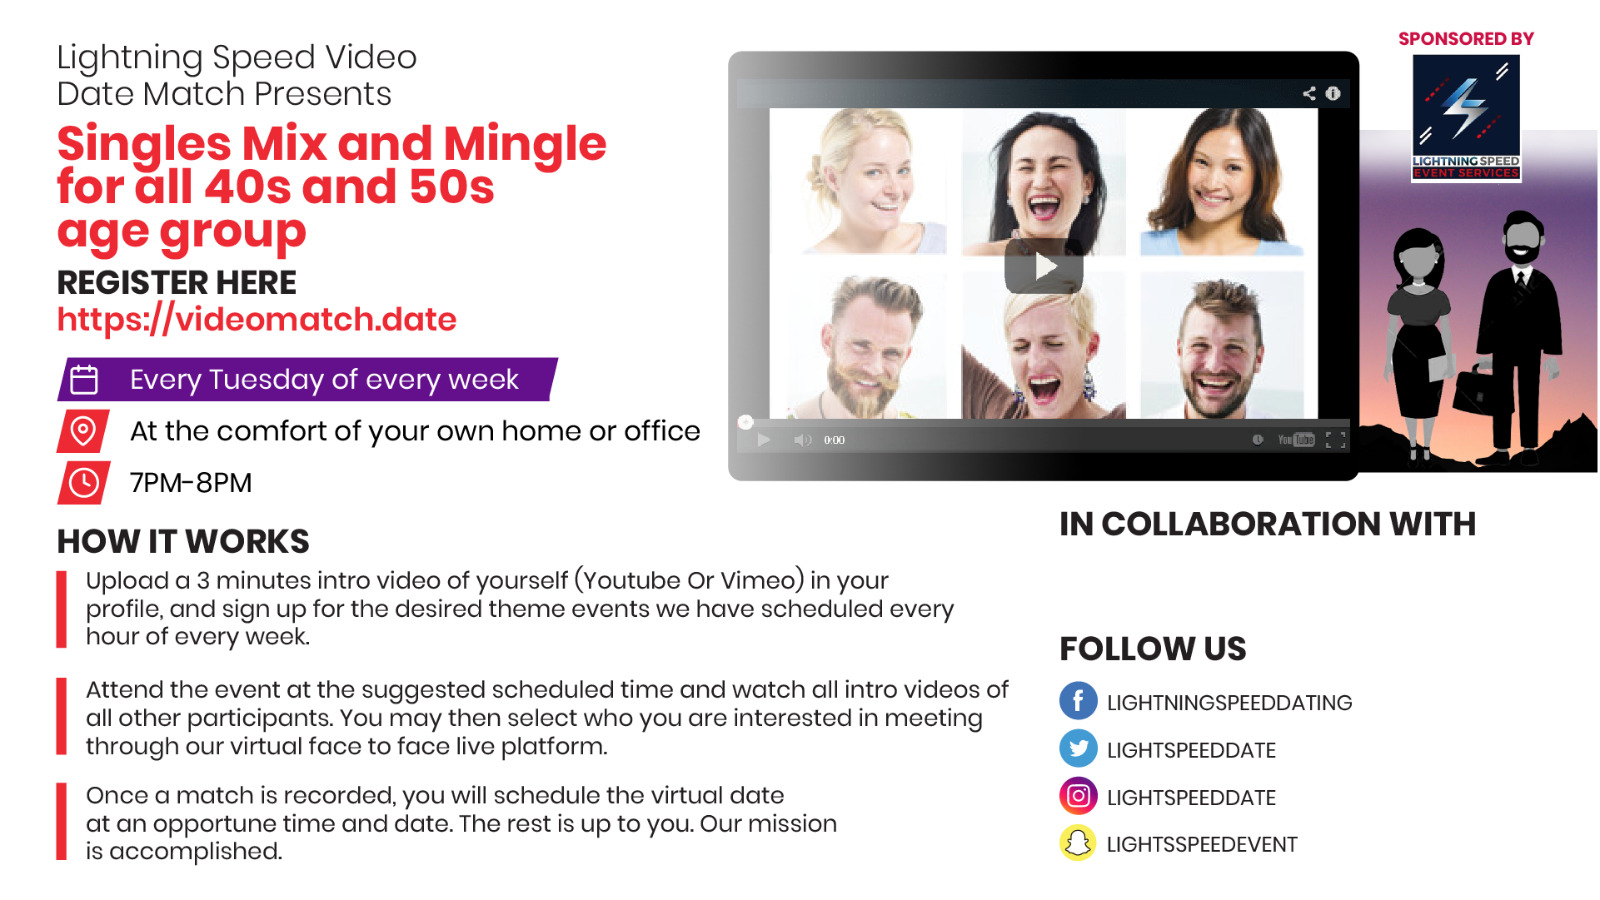 Lightning Speed Video
Date Match Presents
Singles Mix and Mingle
for all 40s and 50s
age group
REGISTER HERE
https://videomatch.date
Every Tuesday of every week
At the comfort of your own home or office
7PM-8PM
HOW IT WORKS
Upload a 3 minutes intro video of yourself (Youtube Or Vimeo) in your
profile, and sign up for the desired theme events we have scheduled every
hour of every week.
Attend the event at the suggested scheduled time and watch all intro videos of
all other participants. You may then select who you are interested in meeting
through our virtual face to face live platform.
Once a match is recorded, you will schedule the virtual date
at an opportune time and date. The rest is up to you. Our mission
is accomplished.
0:00
YouTube
SPONSORED BY
LIGHTNING SPEED
EVENT SERVICES
IN COLLABORATION WITH
FOLLOW US
LIGHTNINGSPEEDDATING
LIGHTSPEEDDATE
LIGHTSPEEDDATE
LIGHTSSPEEDEVENT